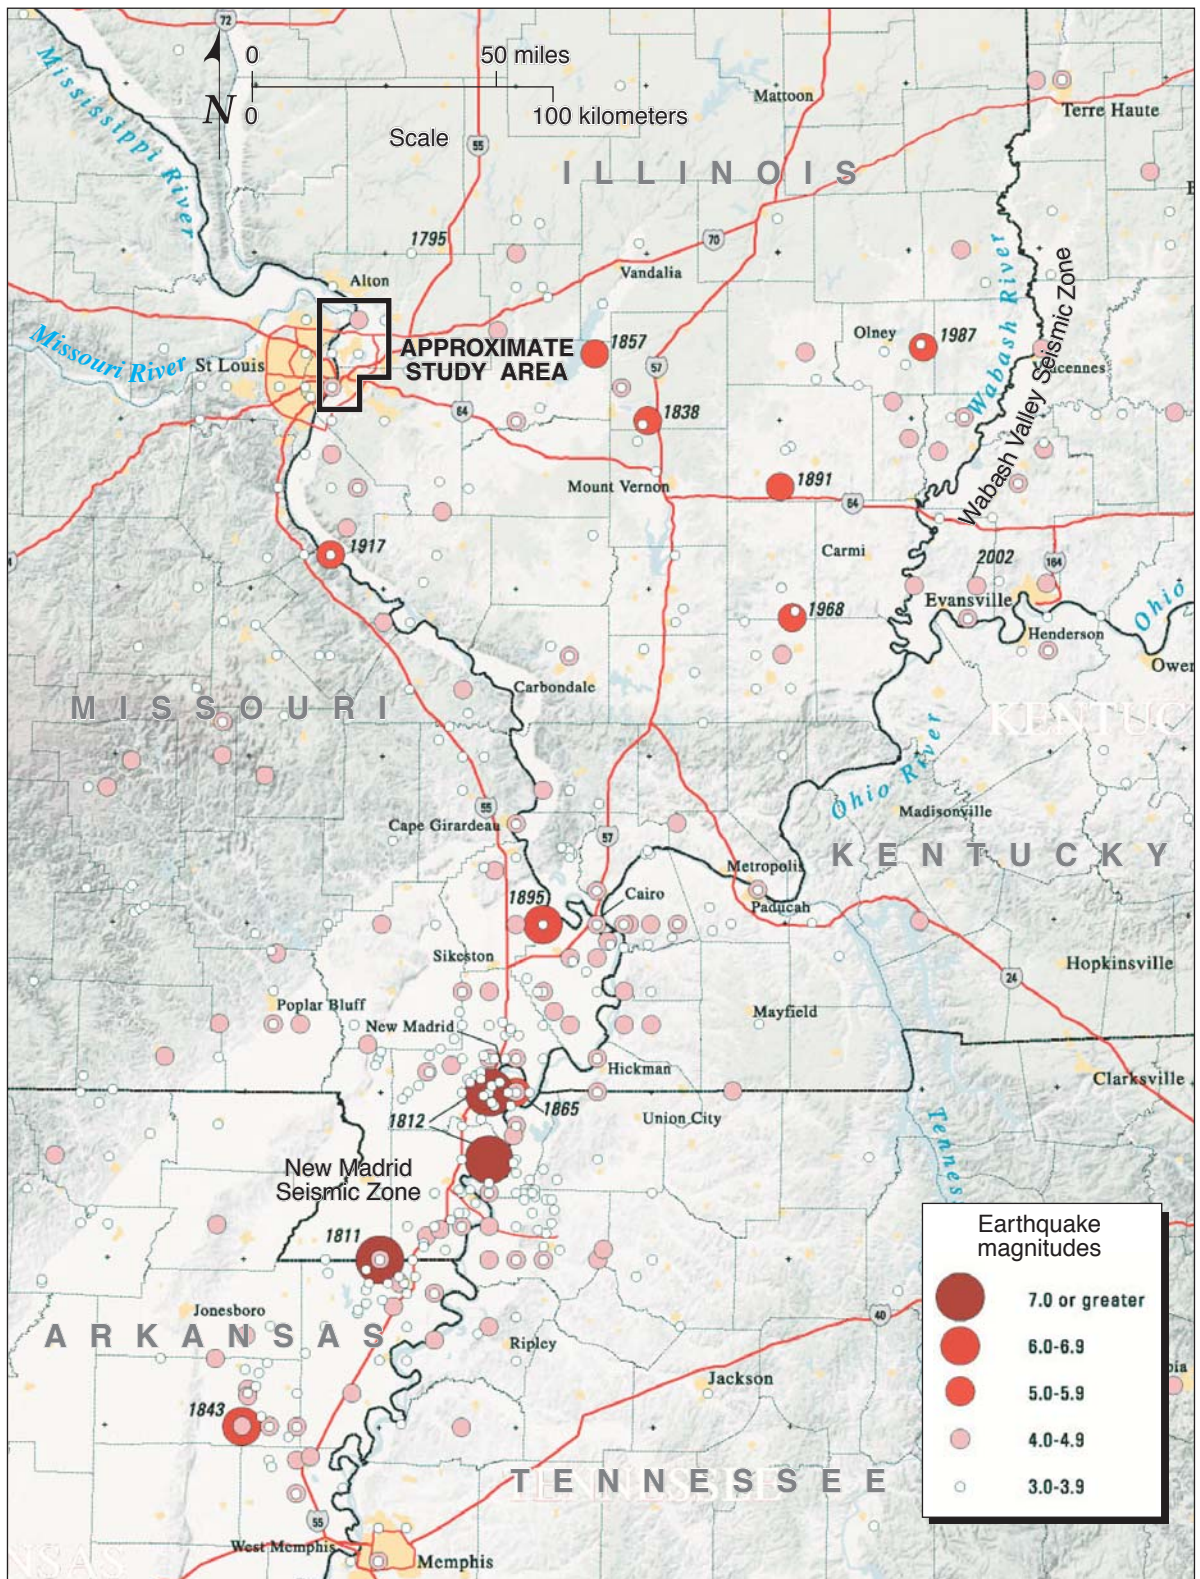 72
0
50 miles
N
0
100 kilometers
Scale
55
Mississippi River
Mattoon
Terre Haute
ILLINOIS
1795
70
Vandalia
Alton
Wabash River
Wabash Valley Seismic Zone
Missouri River
St Louis
APPROXIMATE
STUDY AREA
1857
Olney
1987
57
Vincennes
64
1838
Mount Vernon
1891
64
1917
Carmi
2002
164
Evansville
Ohio
1968
Henderson
Owen
Carbondale
MISSOURI
KENTUC
Ohio River
55
Cape Girardeau
57
Madisonville
KENTUCKY
Metropolis
1895
Cairo
Paducah
Sikeston
Hopkinsville
24
Poplar Bluff
New Madrid
Mayfield
Hickman
Clarksville
1812
1865
Union City
Tennes
New Madrid
Seismic Zone
1811
Jonesboro
ARKANSAS
Ripley
40
Jackson
bia
1843
TENNESSEE
TENNESSEE
55
West Memphis
Memphis
NSAS
Earthquake
magnitudes
7.0 or greater
6.0-6.9
5.0-5.9
4.0-4.9
3.0-3.9